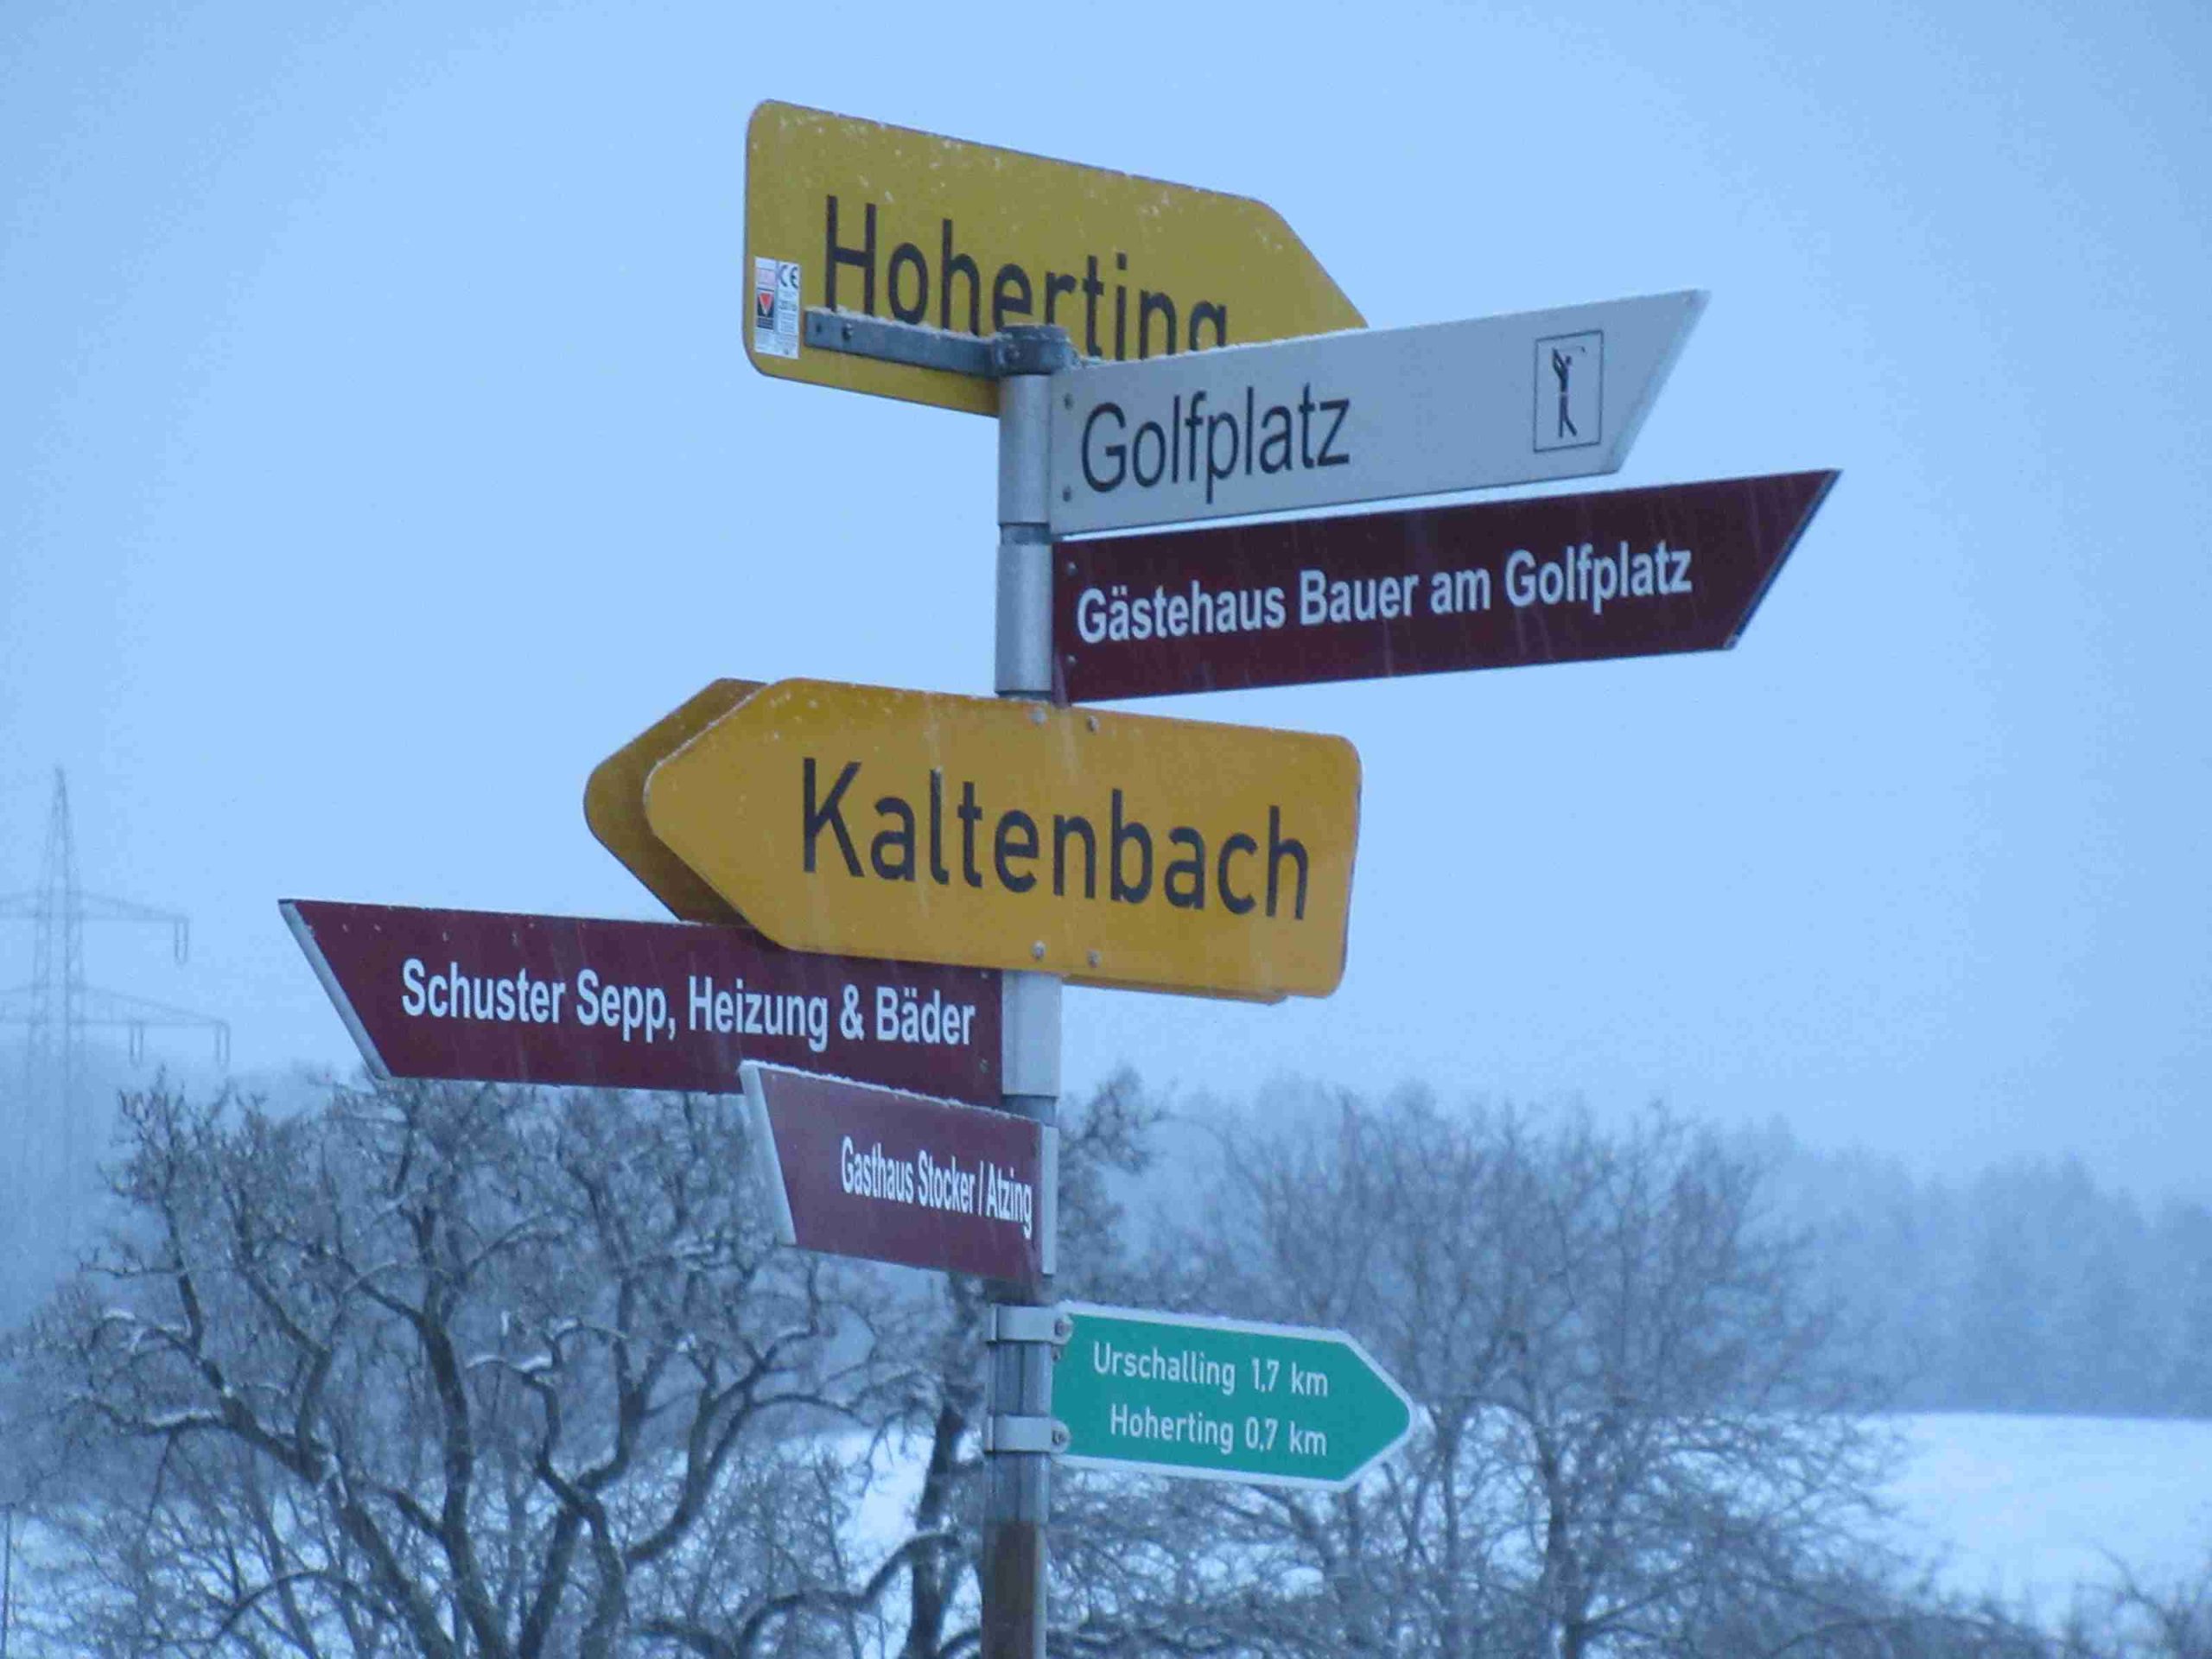 Hoherting
CE
Golfplatz
Gästehaus Bauer am Golfplatz
Kaltenbach
Schuster Sepp, Heizung & Bäder
Gasthaus Stocker / Atzing
Urschalling 1,7 km
Hoherting 0,7 km